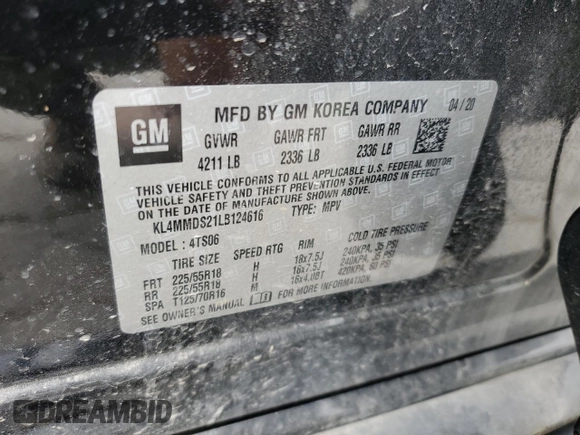 GM
MFD BY GM KOREA COMPANY 04 / 20
GVWR GAWR FRT GAWR RR
4211 LB 2336 LB 2336 LB
THIS VEHICLE CONFORMS TO ALL APPLICABLE U.S. FEDERAL MOTOR
VEHICLE SAFETY AND THEFT PREVENTION STANDARDS IN EFFECT
ON THE DATE OF MANUFACTURE SHOWN ABOVE.
KL4MMDS21LB124616 TYPE: MPV
MODEL: 4TS06
TIRE SIZE SPEED RTG RIM COLD TIRE PRESSURE
FRT 225/55R18 H 18x7.5J 240KPA, 35 PSI
RR 225/55R18 H 18x7.5J 240KPA, 35 PSI
SPA T125/70R16 M 16x4.0BT 420KPA, 60 PSI
SEE OWNER'S MANUAL FOR MORE INFORMATION.
DREAMBID